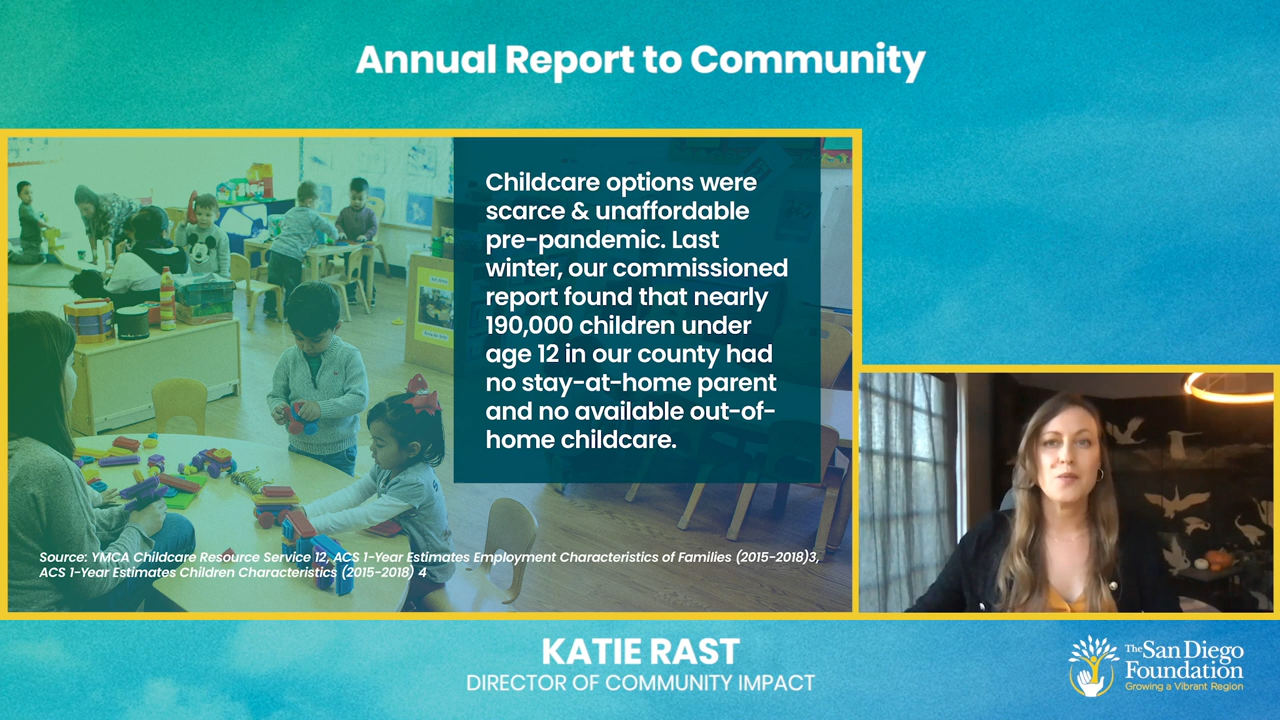 Annual Report to Community
Childcare options were
scarce & unaffordable
pre-pandemic. Last
winter, our commissioned
report found that nearly
190,000 children under
age 12 in our county had
no stay-at-home parent
and no available out-of-
home childcare.
Source: YMCA Childcare Resource Service 12, ACS 1-Year Estimates Employment Characteristics of Families (2015-2018)3,
ACS 1-Year Estimates Children Characteristics (2015-2018) 4
KATIE RAST
DIRECTOR OF COMMUNITY IMPACT
The San Diego
Foundation
Growing a Vibrant Region